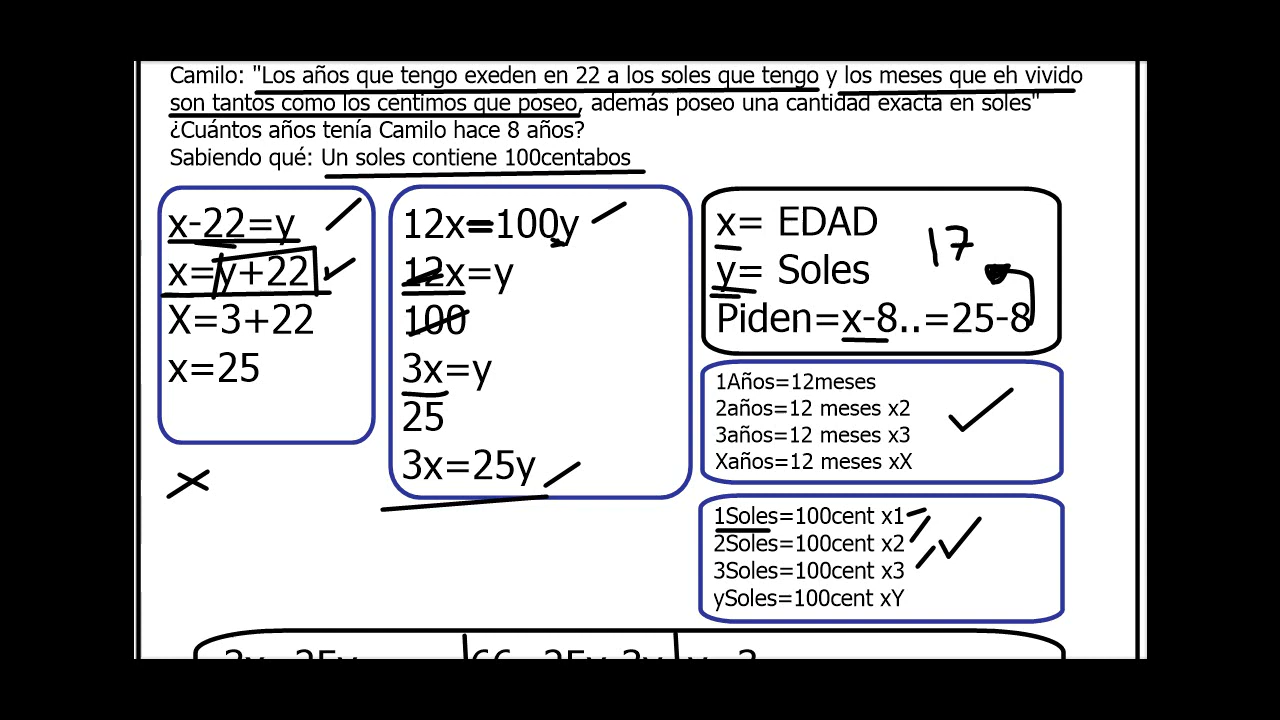 Camilo: "Los años que tengo exeden en 22 a los soles que tengo y los meses que eh vivido
son tantos como los centimos que poseo, además poseo una cantidad exacta en soles"
¿Cuántos años tenía Camilo hace 8 años?
Sabiendo qué: Un soles contiene 100centabos
x-22=y
x=y+22
X=3+22
x=25
x
12x=100y
12x=y
100
3x=y
25
3x=25y
x= EDAD
y= Soles
17
Piden=x-8..=25-8
1Años=12meses
2años=12 meses x2
3años=12 meses x3
Xaños=12 meses xX
1Soles=100cent x1
2Soles=100cent x2
3Soles=100cent x3
ySoles=100cent xY